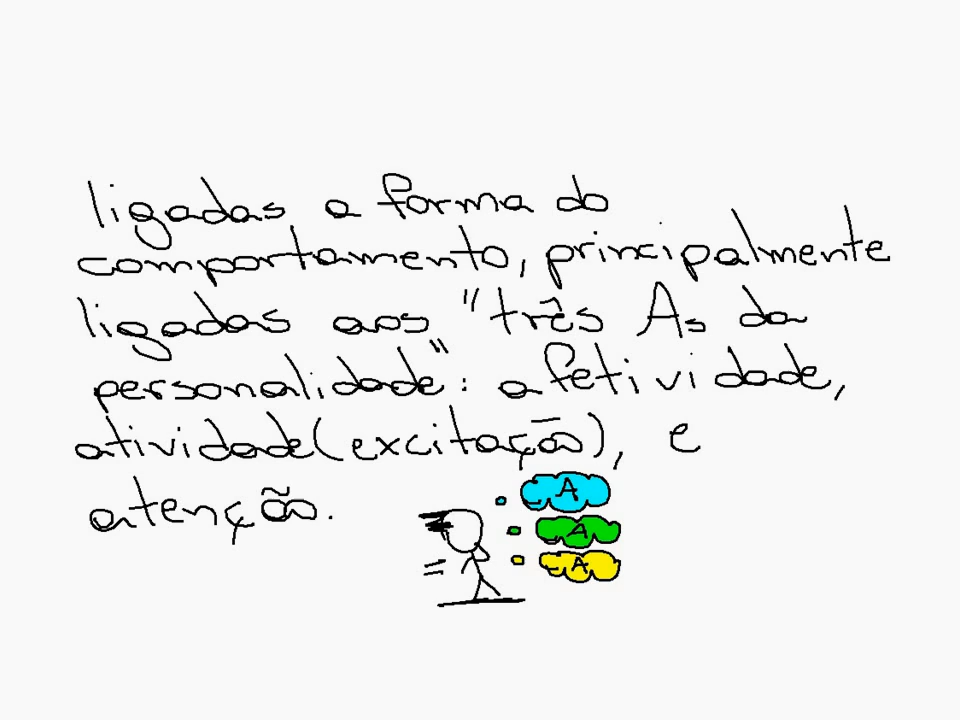 ligadas a forma do
comportamento, principalmente
ligadas aos "três As da
personalidade": afetividade,
atividade(excitação), e
atenção.
A
A
A